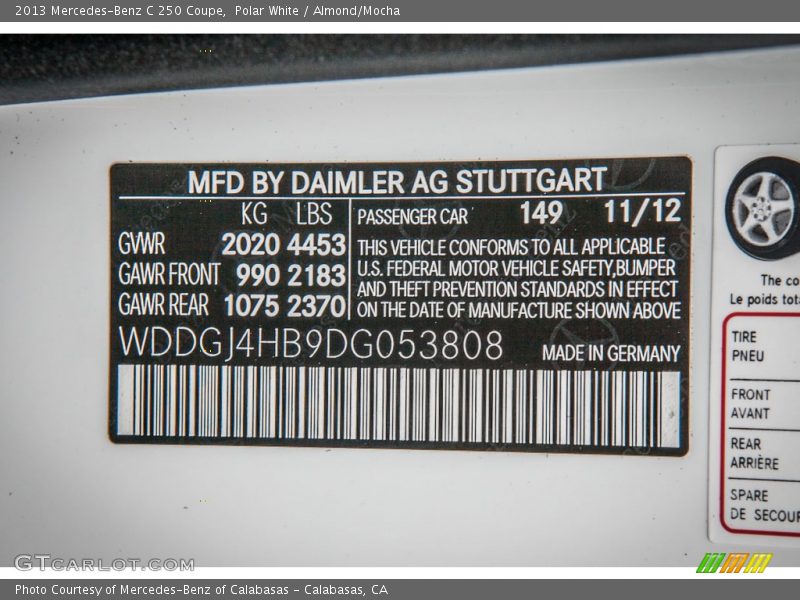 2013 Mercedes-Benz C 250 Coupe,  Polar White / Almond/Mocha
MFD BY DAIMLER AG STUTTGART
KG LBS
PASSENGER CAR 149 11/12
GVWR 2020 4453
GAWR FRONT 990 2183
GAWR REAR 1075 2370
THIS VEHICLE CONFORMS TO ALL APPLICABLE
U.S. FEDERAL MOTOR VEHICLE SAFETY,BUMPER
AND THEFT PREVENTION STANDARDS IN EFFECT
ON THE DATE OF MANUFACTURE SHOWN ABOVE
WDDGJ4HB9DG053808
MADE IN GERMANY
The co
Le poids tota
TIRE
PNEU
FRONT
AVANT
REAR
ARRIÈRE
SPARE
DE SECOUR
GTCARLOT.COM
Photo Courtesy of Mercedes-Benz of Calabasas - Calabasas, CA